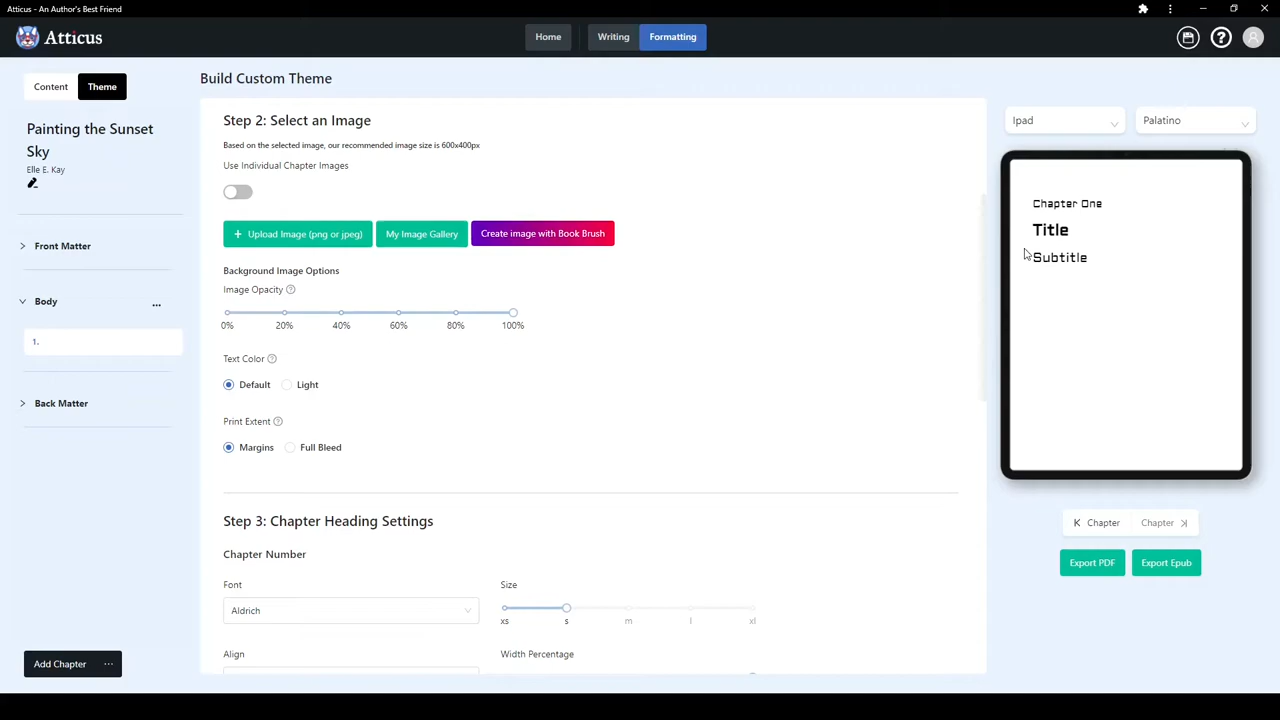 Atticus - An Author's Best Friend
Atticus
Home
Writing
Formatting
Content
Theme
Painting the Sunset
Sky
Elle E. Kay
Front Matter
Body
...
1.
Back Matter
Add Chapter
...
Build Custom Theme
Step 2: Select an Image
Based on the selected image, our recommended image size is 600x400px
Use Individual Chapter Images
+ Upload Image (png or jpeg)
My Image Gallery
Create image with Book Brush
Background Image Options
Image Opacity ?
0% 20% 40% 60% 80% 100%
Text Color ?
Default Light
Print Extent ?
Margins Full Bleed
Step 3: Chapter Heading Settings
Chapter Number
Font
Size
Aldrich
xs s m l xl
Align
Width Percentage
Ipad
Palatino
Chapter One
Title
Subtitle
Chapter
Chapter
Export PDF
Export Epub